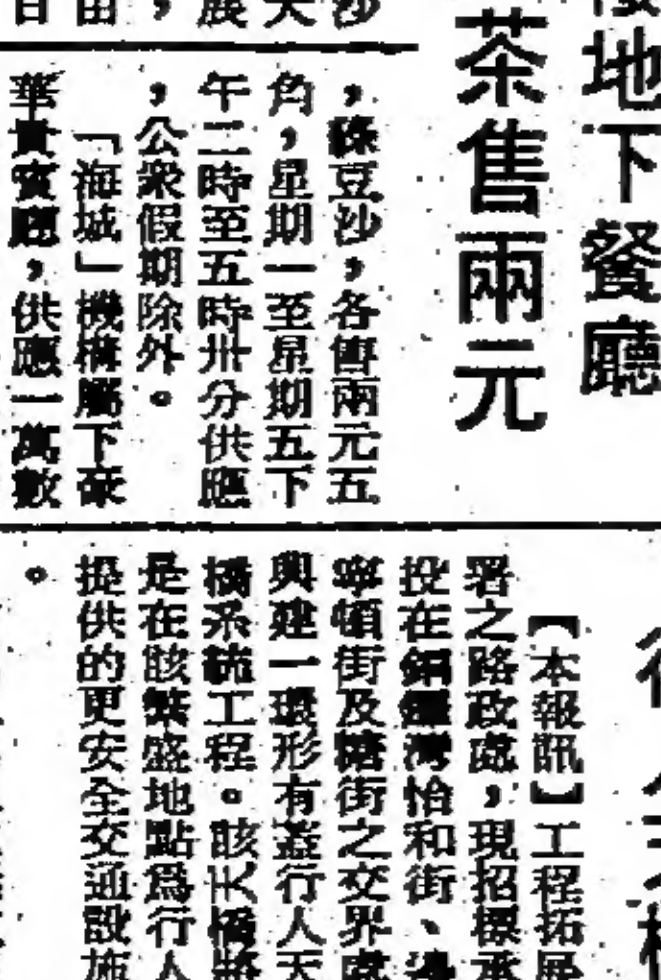 樓地下餐廳
茶售兩元
，綠豆沙，各售兩元五
角，星期一至星期五下
午二時至五時卅分供應
，公衆假期除外。
「海城」機構屬下豪
華貴賓廳，供應一萬數
【本報訊】工程拓展
署之路政處，現招標承
投在銅鑼灣怡和街、邊
寧頓街及糖街之交界處
興建一環形有蓋行人天
橋系統工程。該天橋將
是在該繁盛地點爲行人
提供的更安全交通設施
。